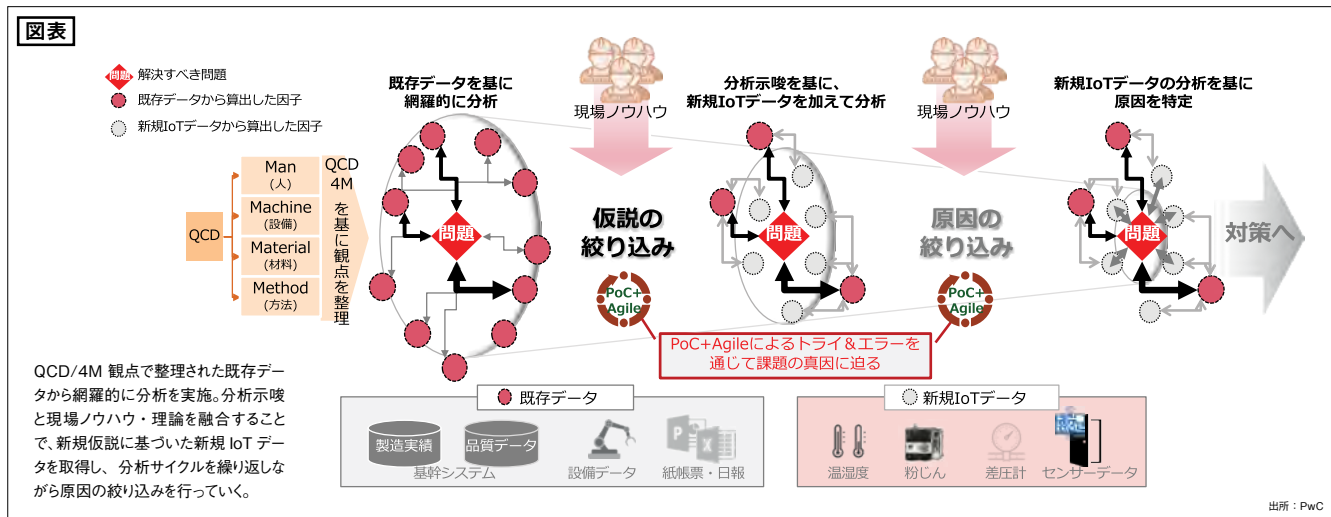 図表
問題
解決すべき問題
既存データから算出した因子
新規IoTデータから算出した因子
QCD
Man
(人)
Machine
(設備)
Material
(材料)
Method
(方法)
QCD
4M
を基に観点を整理
既存データを基に
網羅的に分析
問題
現場ノウハウ
仮説の
絞り込み
PoC+
Agile
分析示唆を基に、
新規IoTデータを加えて分析
問題
現場ノウハウ
原因の
絞り込み
PoC+
Agile
新規IoTデータの分析を基に
原因を特定
問題
対策へ
PoC+Agileによるトライ&エラーを
通じて課題の真因に迫る
QCD/4M 観点で整理された既存デー
タから網羅的に分析を実施。分析示唆
と現場ノウハウ・理論を融合すること
で、新規仮説に基づいた新規 IoT デー
タを取得し、分析サイクルを繰り返しな
がら原因の絞り込みを行っていく。
既存データ
製造実績
品質データ
基幹システム
設備データ
P
X
紙帳票・日報
新規IoTデータ
温湿度
粉じん
差圧計
センサーデータ
出所：PwC